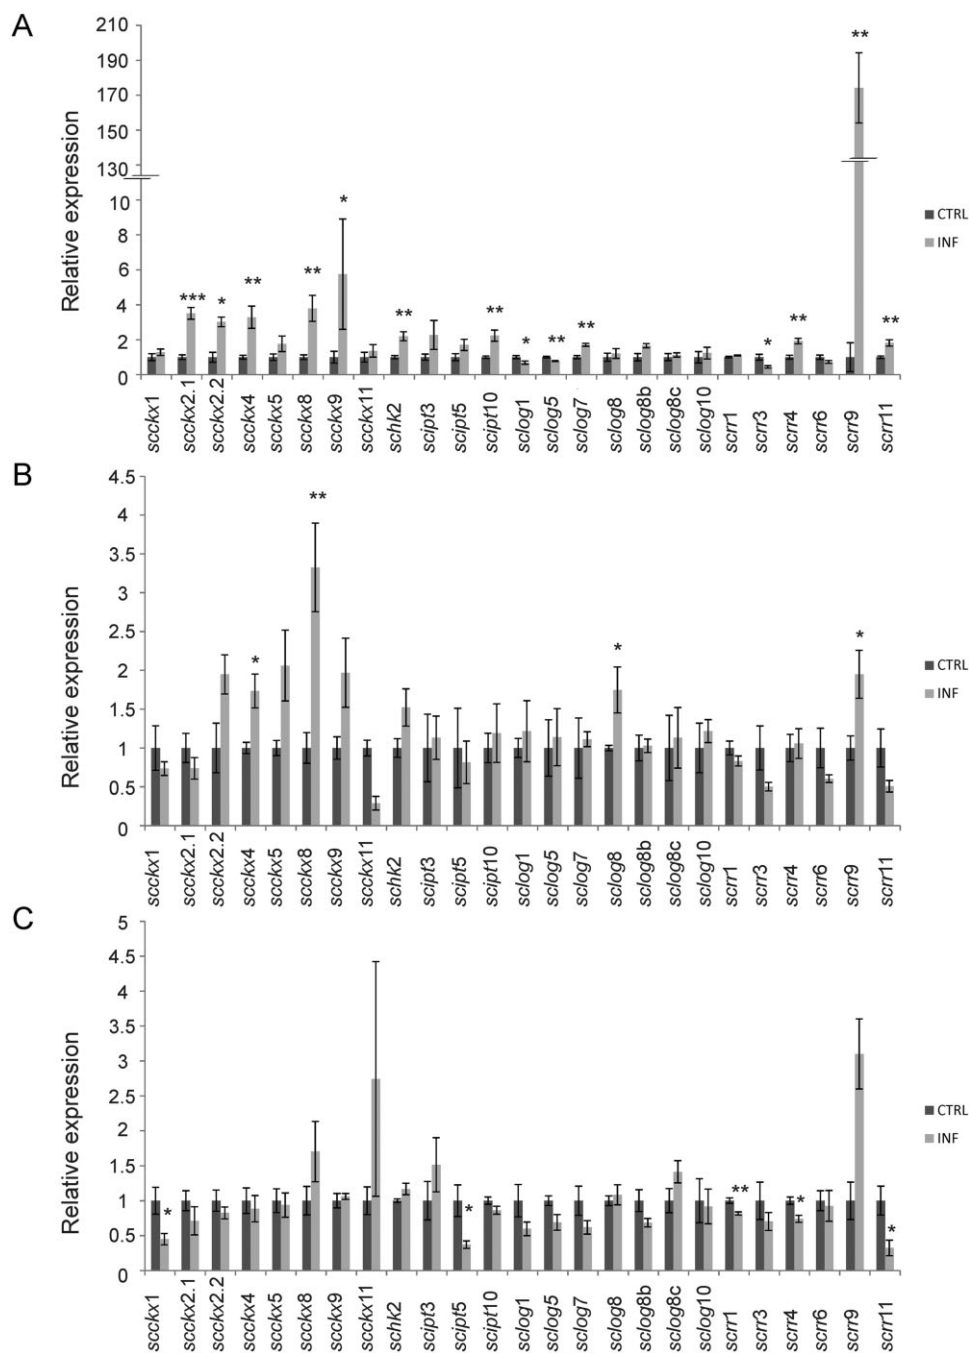 A
210
190
170
150
130
10
8
6
4
2
0
Relative expression
*** * ** ** * ** ** * ** ** * ** ** **
CTRL
INF
scckx1 scckx2.1 scckx2.2 scckx4 scckx5 scckx8 scckx9 scckx11 schk2 scipt3 scipt5 scipt10 sclog1 sclog5 sclog7 sclog8 sclog8b sclog8c sclog10 scrr1 scrr3 scrr4 scrr6 scrr9 scrr11
B
4.5
4
3.5
3
2.5
2
1.5
1
0.5
0
Relative expression
* ** * *
CTRL
INF
scckx1 scckx2.1 scckx2.2 scckx4 scckx5 scckx8 scckx9 scckx11 schk2 scipt3 scipt5 scipt10 sclog1 sclog5 sclog7 sclog8 sclog8b sclog8c sclog10 scrr1 scrr3 scrr4 scrr6 scrr9 scrr11
C
5
4.5
4
3.5
3
2.5
2
1.5
1
0.5
0
Relative expression
* * ** * *
CTRL
INF
scckx1 scckx2.1 scckx2.2 scckx4 scckx5 scckx8 scckx9 scckx11 schk2 scipt3 scipt5 scipt10 sclog1 sclog5 sclog7 sclog8 sclog8b sclog8c sclog10 scrr1 scrr3 scrr4 scrr6 scrr9 scrr11